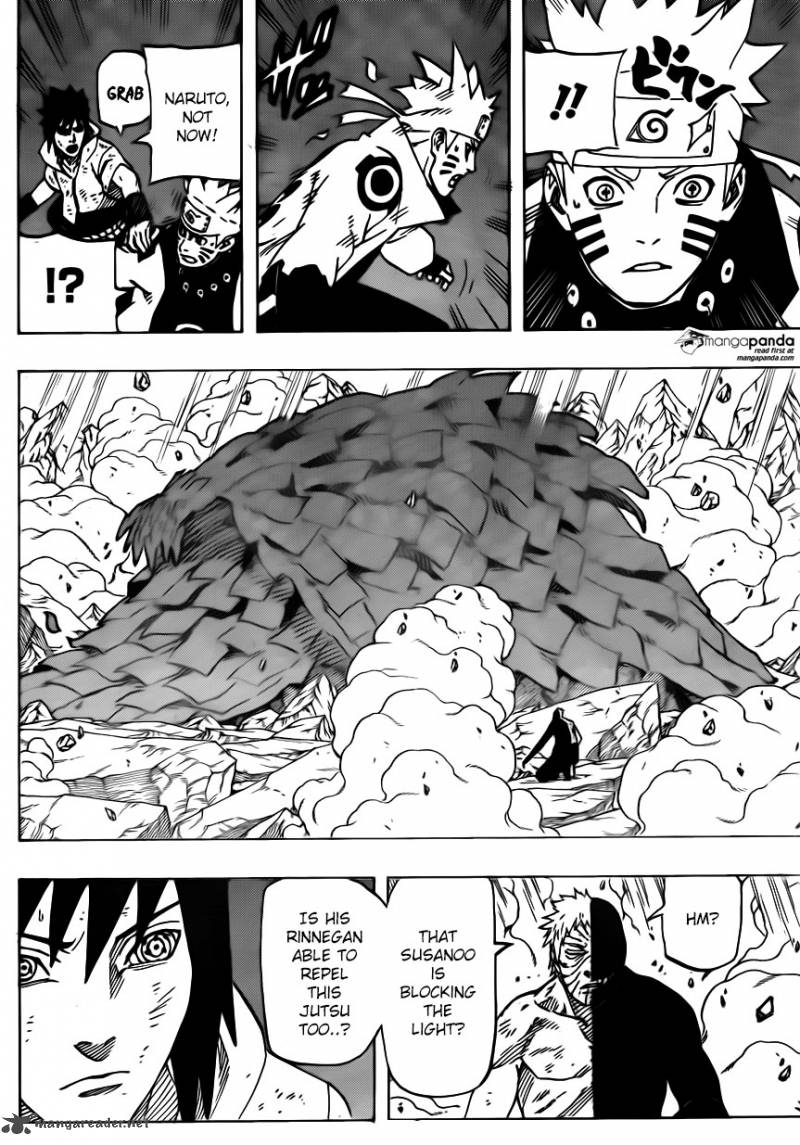 !!
ビクン
NARUTO,
NOT
NOW!
GRAB
!?
mangapanda
read first at
mangapanda.com
HM?
THAT
SUSANOO
IS
BLOCKING
THE
LIGHT?
IS HIS
RINNEGAN
ABLE TO
REPEL
THIS
JUTSU
TOO..?
mangareader.net